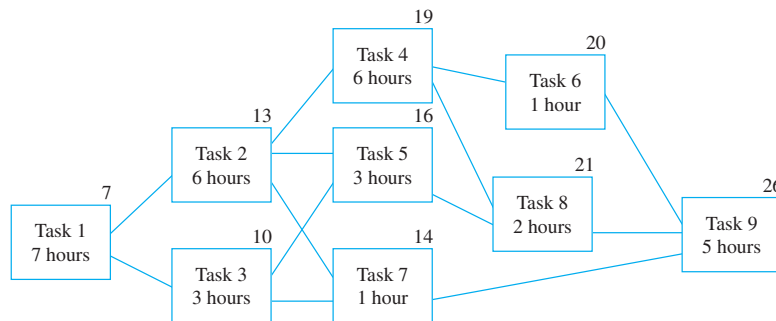 19
Task 4
6 hours
20
Task 6
1 hour
13
Task 2
6 hours
16
Task 5
3 hours
7
Task 1
7 hours
21
Task 8
2 hours
26
Task 9
5 hours
10
Task 3
3 hours
14
Task 7
1 hour